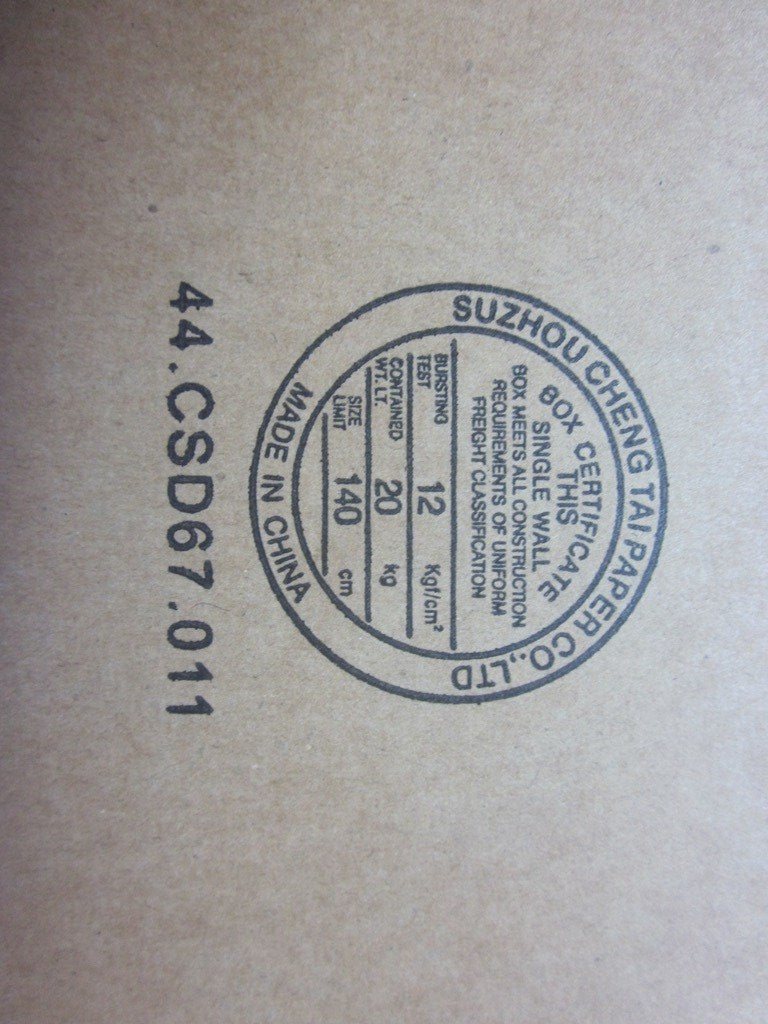 SUZHOU CHENG TAI PAPER CO.,LTD
BOX CERTIFICATE
THIS
SINGLE WALL
BOX MEETS ALL CONSTRUCTION
REQUIREMENTS OF UNIFORM
FREIGHT CLASSIFICATION
BURSTING TEST 12 Kgf/cm²
CONTAINED WT. LT. 20 kg
SIZE LIMIT 140 cm
MADE IN CHINA
44.CSD67.011